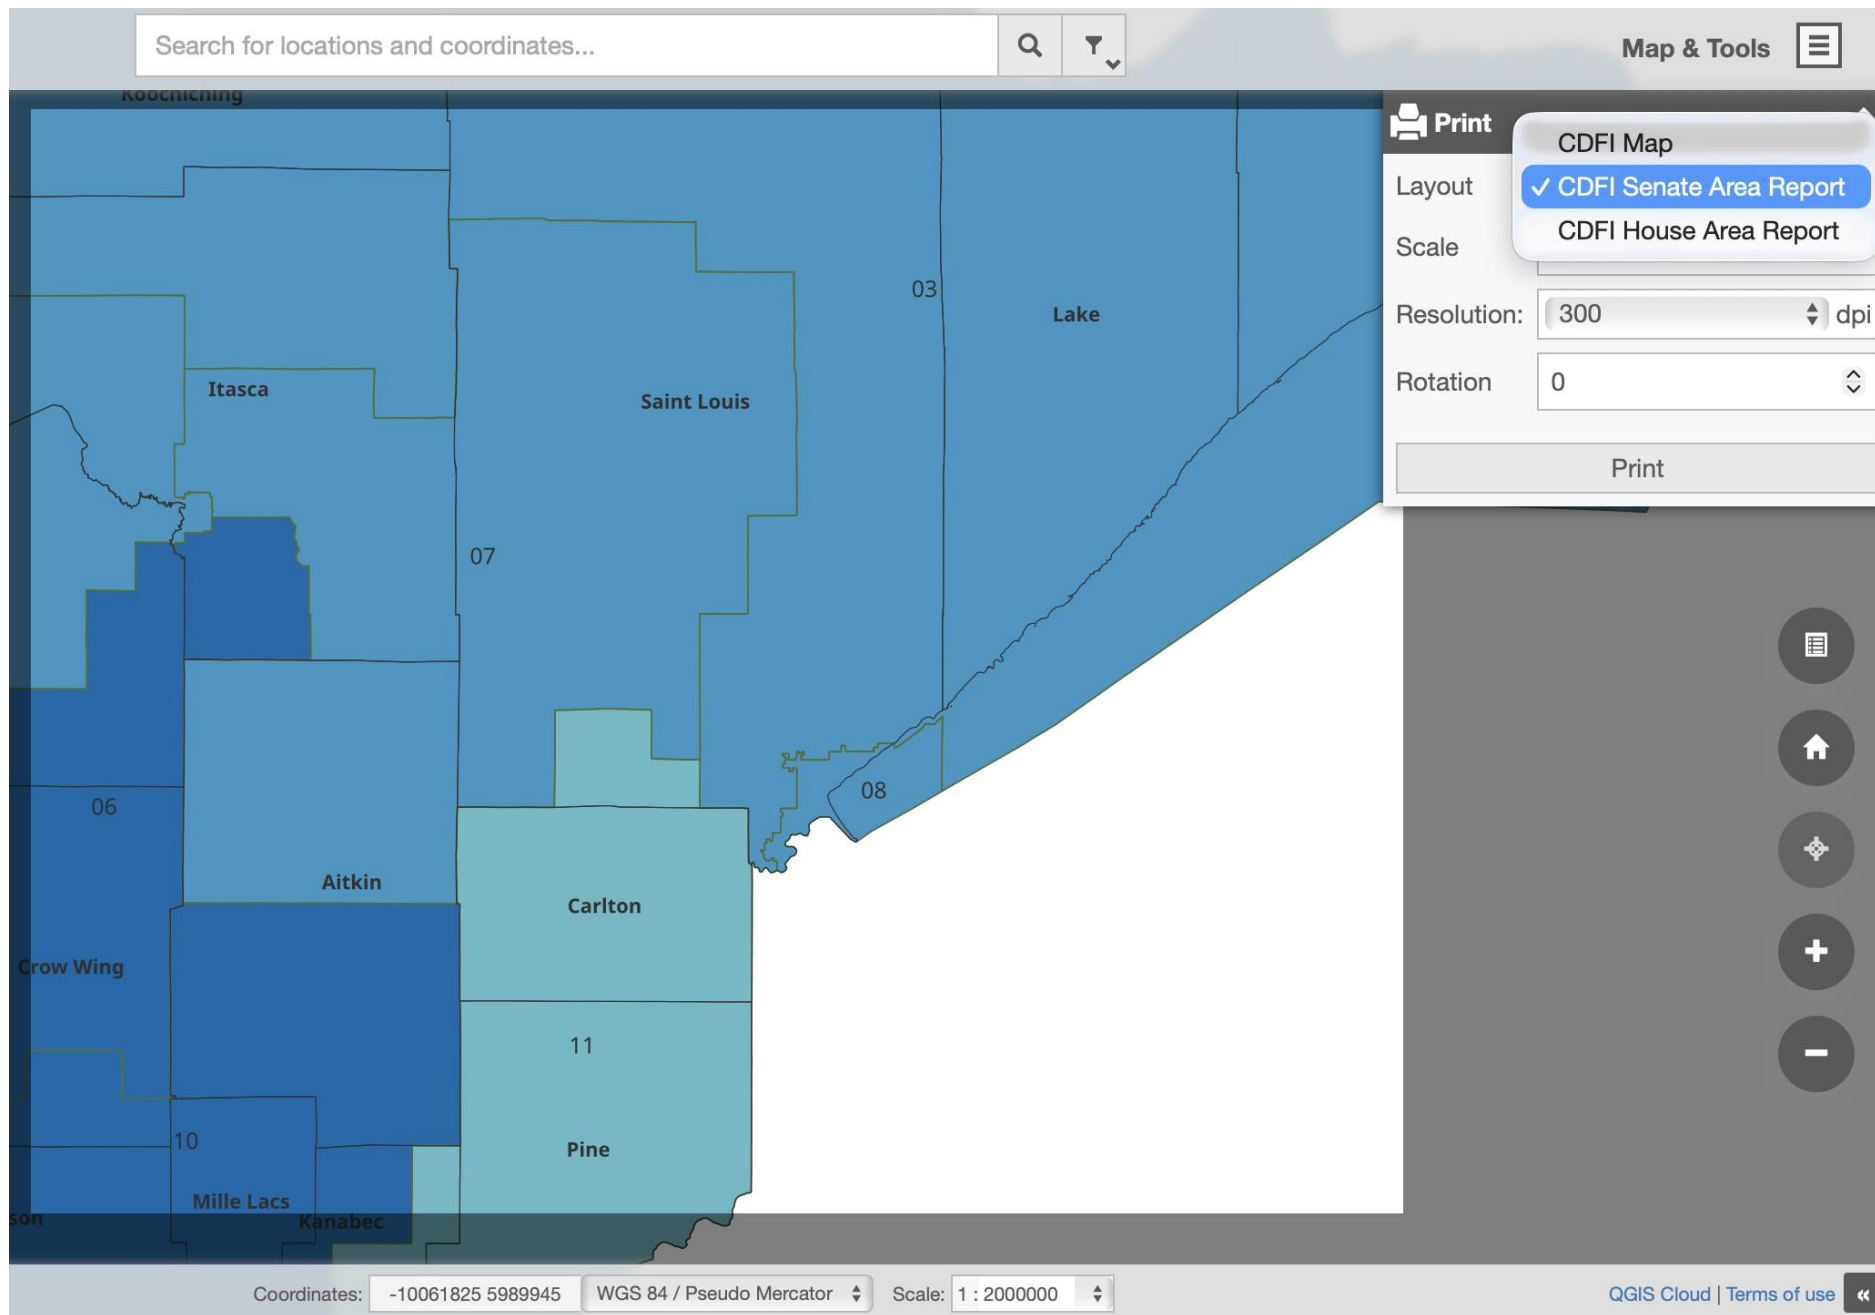 Search for locations and coordinates...
Map & Tools
Koochiching
Print
CDFI Map
Layout
✓ CDFI Senate Area Report
CDFI House Area Report
Scale
Resolution: 300 dpi
Rotation 0
Print
03
Lake
Itasca
Saint Louis
07
08
06
Aitkin
Carlton
Crow Wing
11
10
Pine
Mille Lacs
son
Kanabec
Coordinates: -10061825 5989945 WGS 84 / Pseudo Mercator Scale: 1 : 2000000
QGIS Cloud | Terms of use «